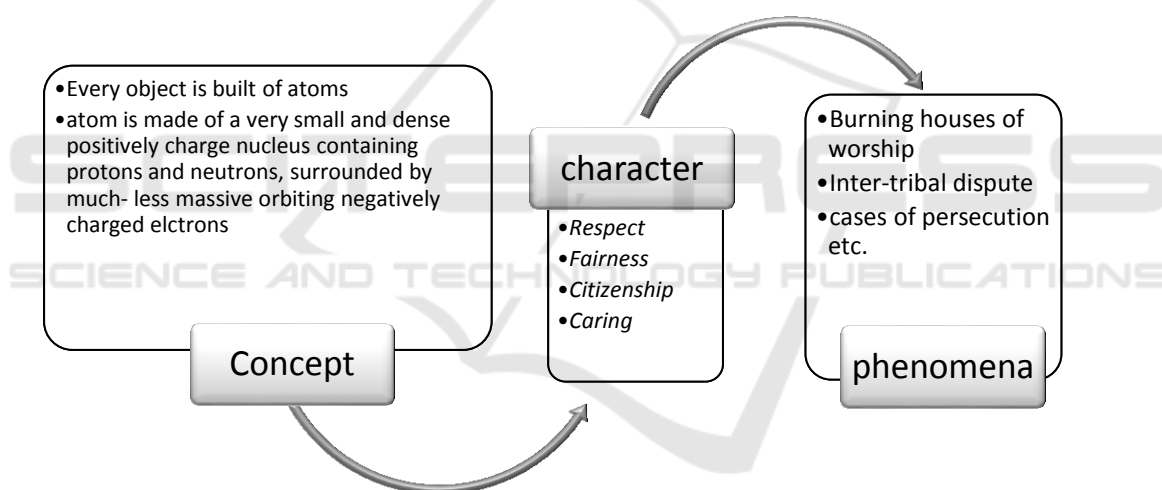 •Every object is built of atoms
•atom is made of a very small and dense
positively charge nucleus containing
protons and neutrons, surrounded by
much- less massive orbiting negatively
charged elctrons
Concept
character
•Respect
•Fairness
•Citizenship
•Caring
•Burning houses of
worship
•Inter-tribal dispute
•cases of persecution
etc.
phenomena
SCITEPRESS
SCIENCE AND TECHNOLOGY PUBLICATIONS